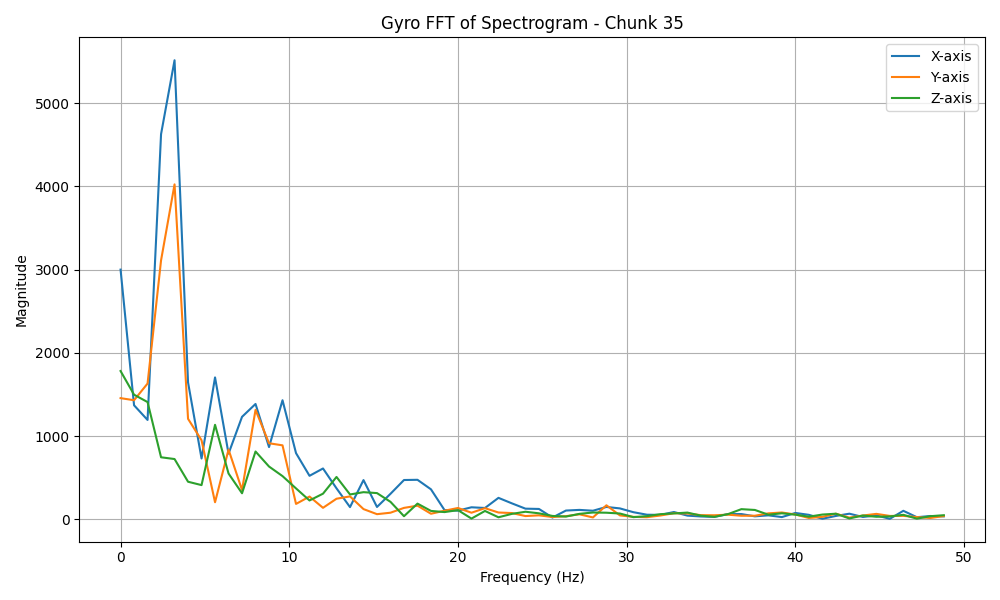 Gyro FFT of Spectrogram - Chunk 35
X-axis
Y-axis
Z-axis
Magnitude
5000
4000
3000
2000
1000
0
0 10 20 30 40 50
Frequency (Hz)